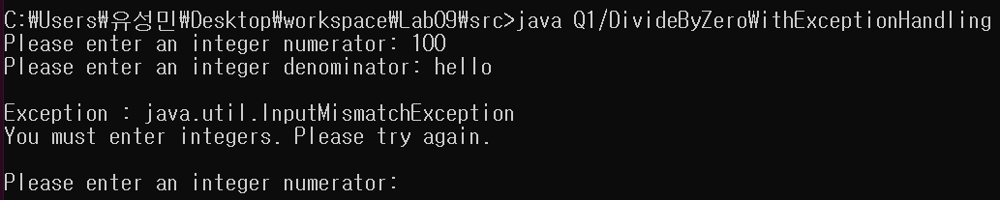 C:₩Users₩유성민₩Desktop₩workspace₩Lab09₩src>java Q1/DivideByZeroWithExceptionHandling
Please enter an integer numerator: 100
Please enter an integer denominator: hello
Exception : java.util.InputMismatchException
You must enter integers. Please try again.
Please enter an integer numerator: